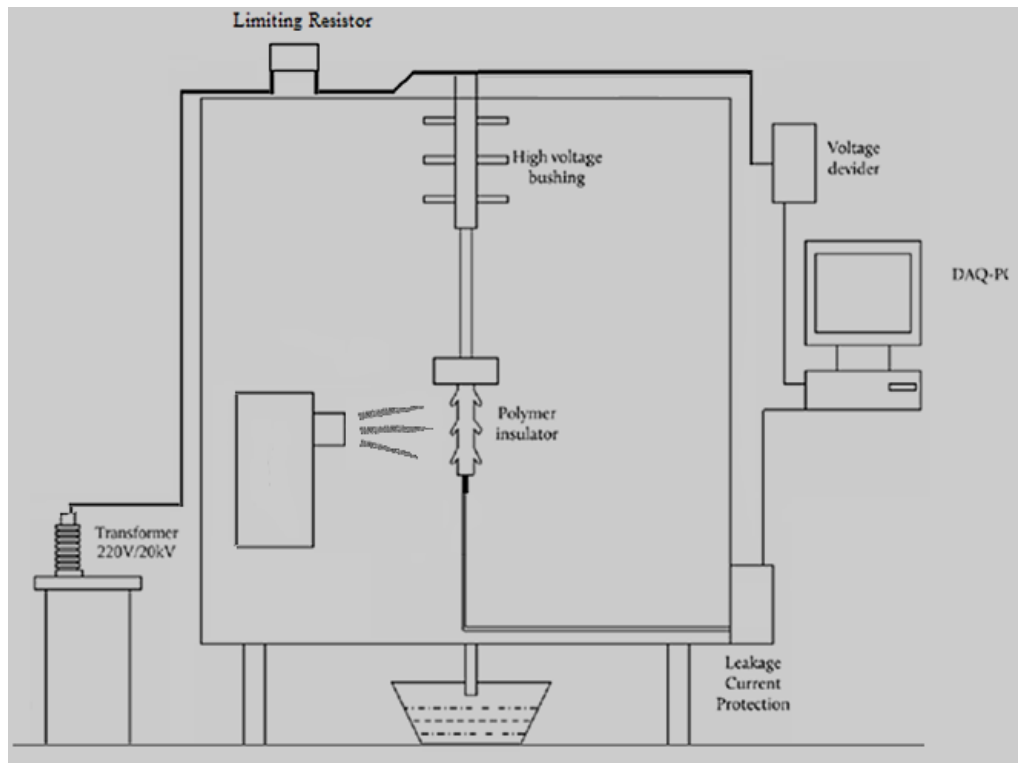 Limiting Resistor
High voltage
bushing
Voltage
devider
DAQ-P(
Polymer
insulator
Transformer
220V/20kV
Leakage
Current
Protection